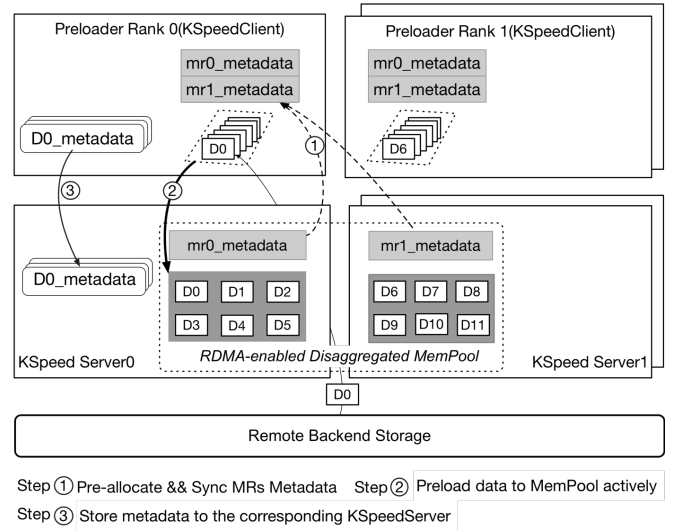 Preloader Rank 0(KSpeedClient)
mr0_metadata
mr1_metadata
D0_metadata
D0
①
②
③
Preloader Rank 1(KSpeedClient)
mr0_metadata
mr1_metadata
D6
D0_metadata
mr0_metadata
D0 D1 D2
D3 D4 D5
mr1_metadata
D6 D7 D8
D9 D10 D11
RDMA-enabled Disaggregated MemPool
KSpeed Server0
KSpeed Server1
D0
Remote Backend Storage
Step ① Pre-allocate && Sync MRs Metadata Step ② Preload data to MemPool actively
Step ③ Store metadata to the corresponding KSpeedServer